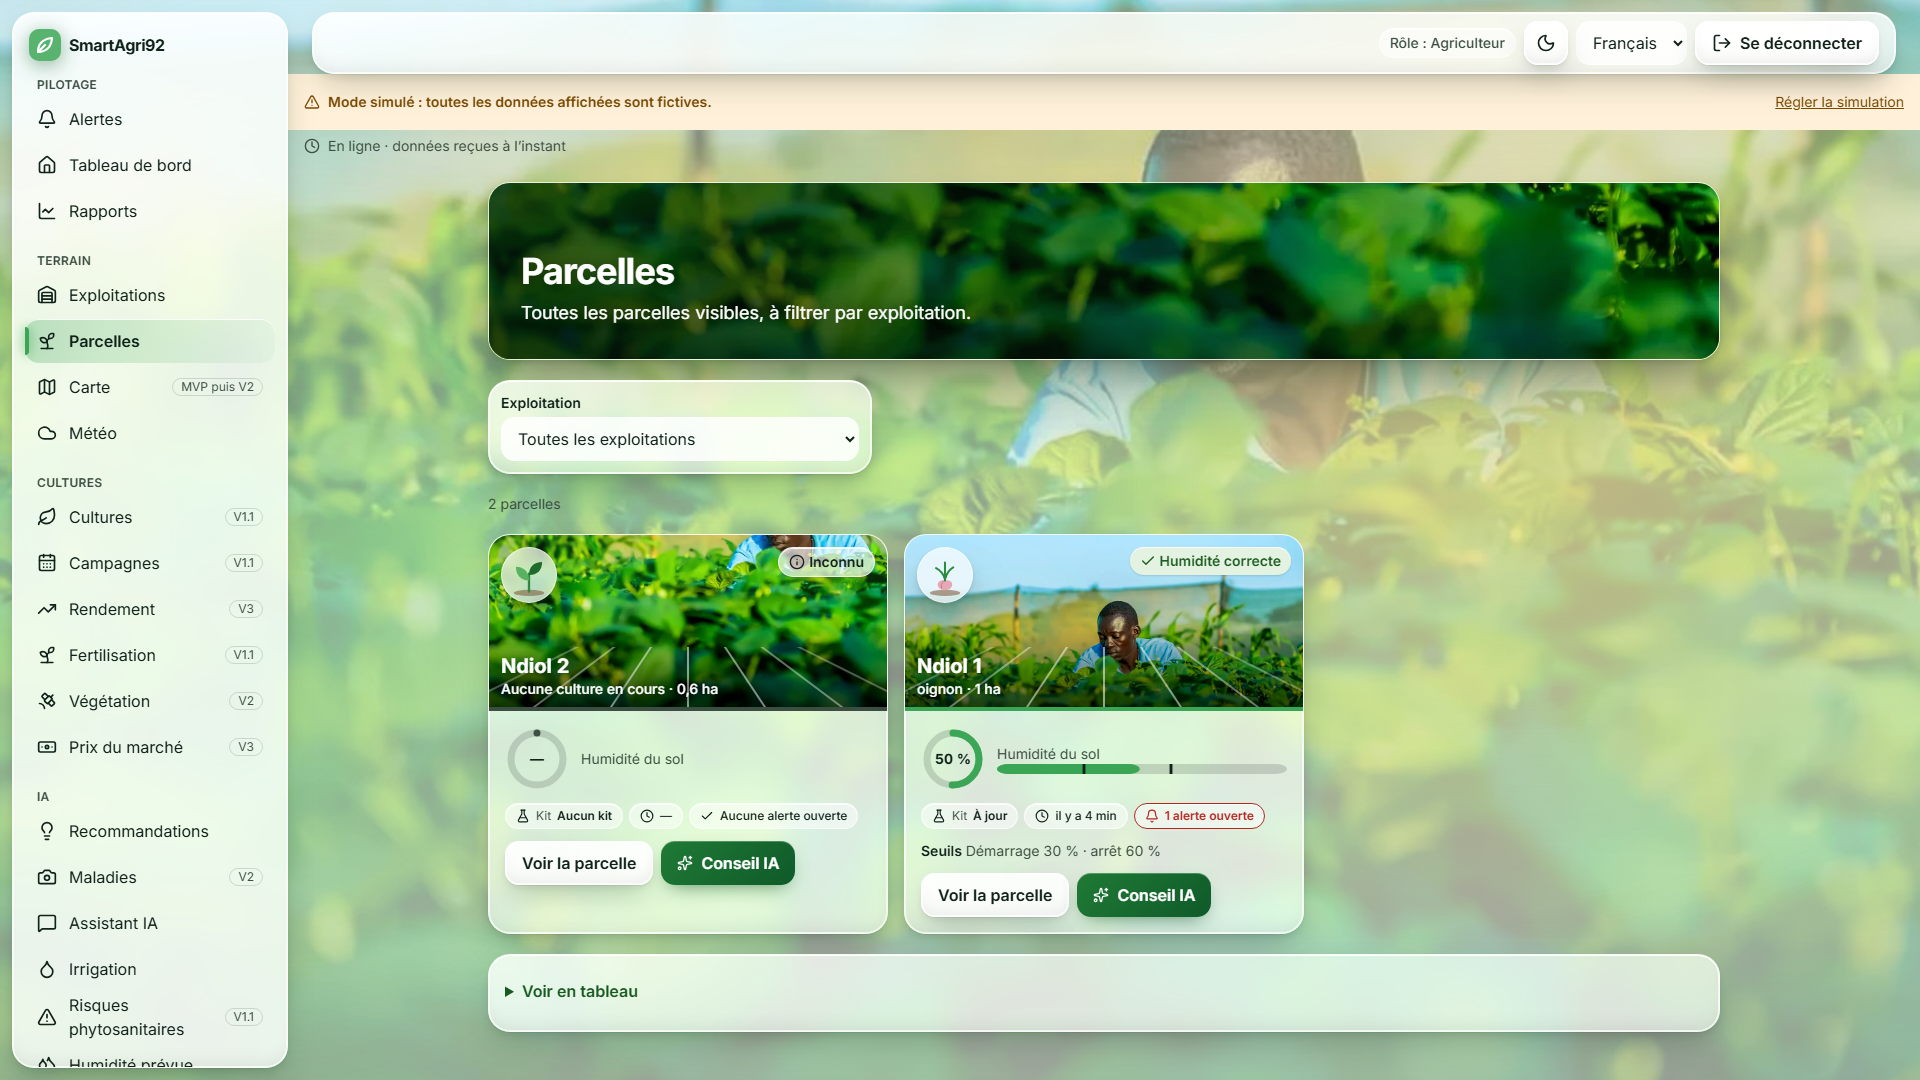 SmartAgri92
PILOTAGE
Alertes
Tableau de bord
Rapports
TERRAIN
Exploitations
Parcelles
Carte
MVP puis V2
Météo
CULTURES
Cultures
V1.1
Campagnes
V1.1
Rendement
V3
Fertilisation
V1.1
Végétation
V2
Prix du marché
V3
IA
Recommandations
Maladies
V2
Assistant IA
Irrigation
Risques
phytosanitaires
V1.1
Humidité prévue
Rôle : Agriculteur
Français
Se déconnecter
Mode simulé : toutes les données affichées sont fictives.
Régler la simulation
En ligne · données reçues à l’instant
Parcelles
Toutes les parcelles visibles, à filtrer par exploitation.
Exploitation
Toutes les exploitations
2 parcelles
Inconnu
Ndiol 2
Aucune culture en cours · 0,6 ha
—
Humidité du sol
Kit Aucun kit
—
Aucune alerte ouverte
Voir la parcelle
Conseil IA
Humidité correcte
Ndiol 1
oignon · 1 ha
50 %
Humidité du sol
Kit À jour
il y a 4 min
1 alerte ouverte
Seuils Démarrage 30 % · arrêt 60 %
Voir la parcelle
Conseil IA
Voir en tableau